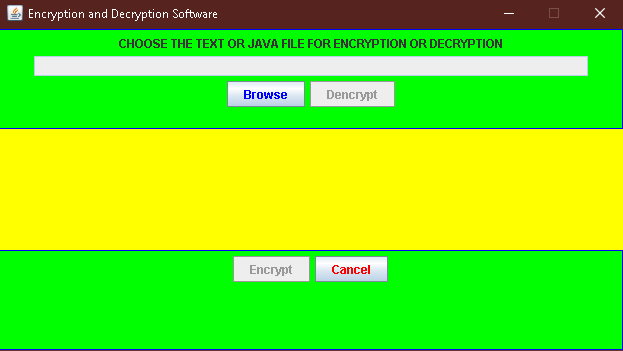 Encryption and Decryption Software
CHOOSE THE TEXT OR JAVA FILE FOR ENCRYPTION OR DECRYPTION
Browse Dencrypt
Encrypt Cancel